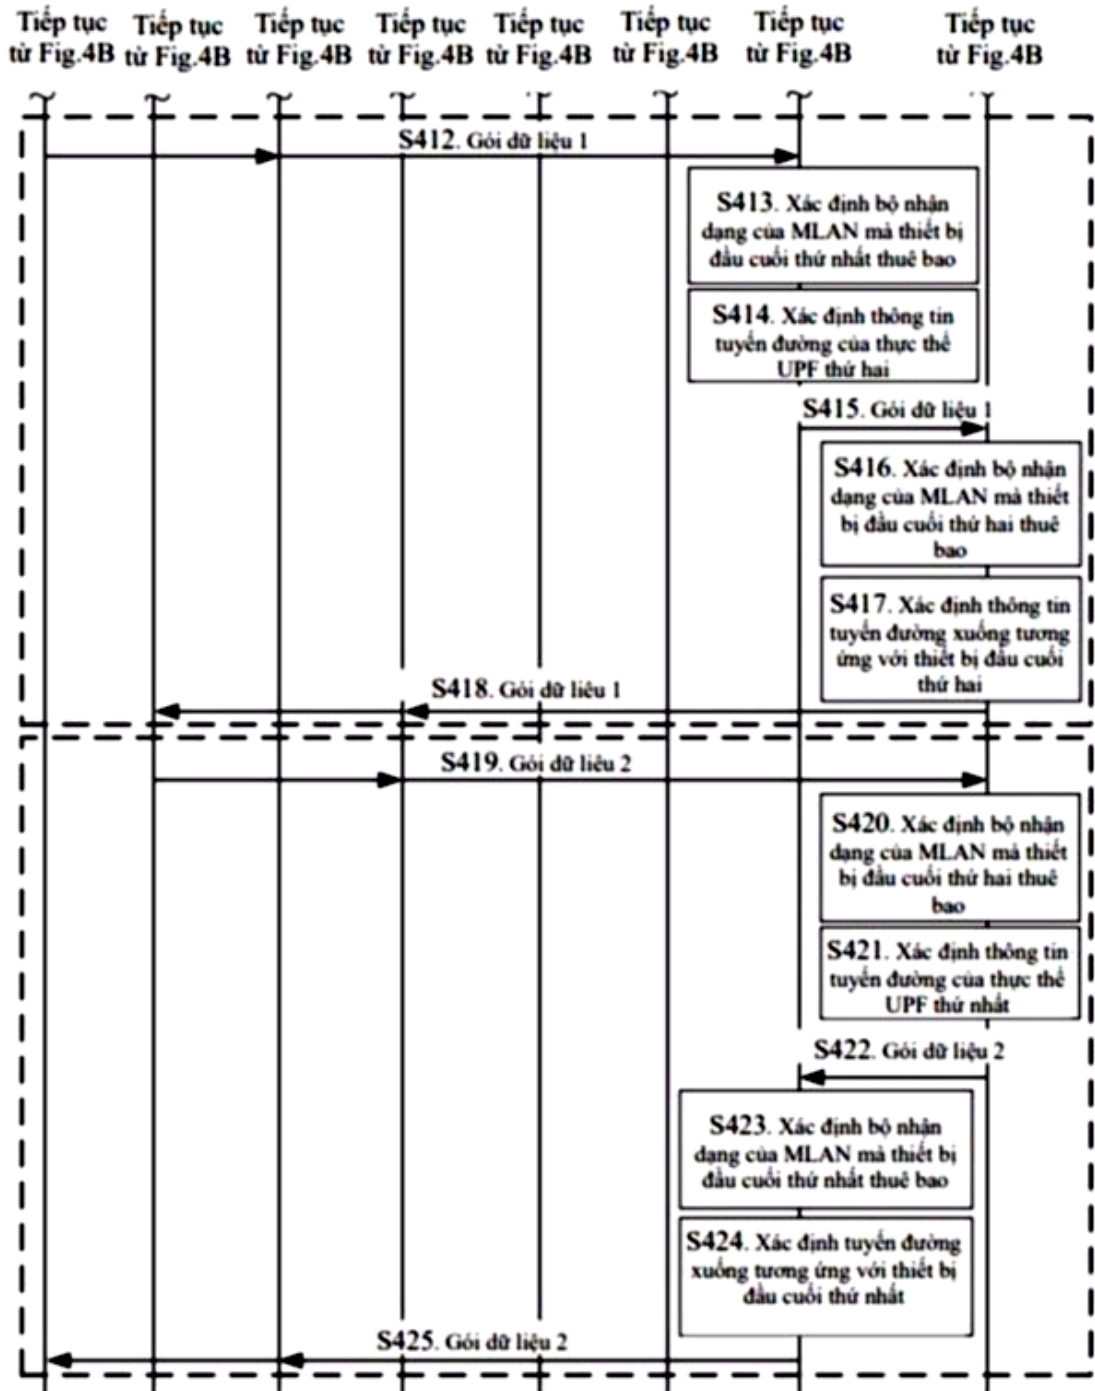 Tiếp tục Tiếp tục Tiếp tục Tiếp tục Tiếp tục Tiếp tục Tiếp tục Tiếp tục
từ Fig.4B từ Fig.4B từ Fig.4B từ Fig.4B từ Fig.4B từ Fig.4B từ Fig.4B từ Fig.4B
S412. Gói dữ liệu 1
S413. Xác định bộ nhận
dạng của MLAN mà thiết bị
đầu cuối thứ nhất thuê bao
S414. Xác định thông tin
tuyến đường của thực thể
UPF thứ hai
S415. Gói dữ liệu 1
S416. Xác định bộ nhận
dạng của MLAN mà thiết
bị đầu cuối thứ hai thuê
bao
S417. Xác định thông tin
tuyến đường xuống tương
ứng với thiết bị đầu cuối
thứ hai
S418. Gói dữ liệu 1
S419. Gói dữ liệu 2
S420. Xác định bộ nhận
dạng của MLAN mà thiết
bị đầu cuối thứ hai thuê
bao
S421. Xác định thông tin
tuyến đường của thực thể
UPF thứ nhất
S422. Gói dữ liệu 2
S423. Xác định bộ nhận
dạng của MLAN mà thiết bị
đầu cuối thứ nhất thuê bao
S424. Xác định tuyến đường
xuống tương ứng với thiết bị
đầu cuối thứ nhất
S425. Gói dữ liệu 2